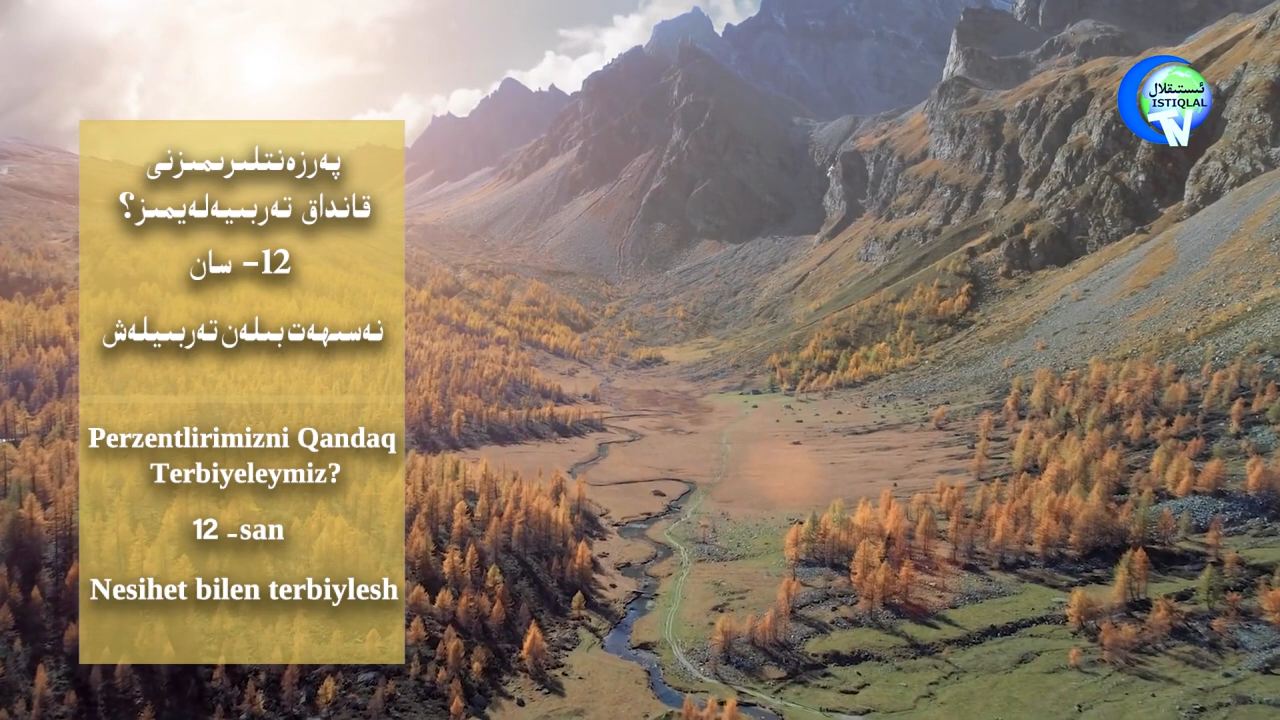 پەرزەنتلىرىمىزنى
قانداق تەربىيەلەيمىز؟
12- سان
نەسىھەت بىلەن تەربىيلەش
Perzentlirimizni Qandaq
Terbiyeleymiz?
12 - san
Nesihet bilen terbiylesh
ئىستىقلال
ISTIQLAL
TV